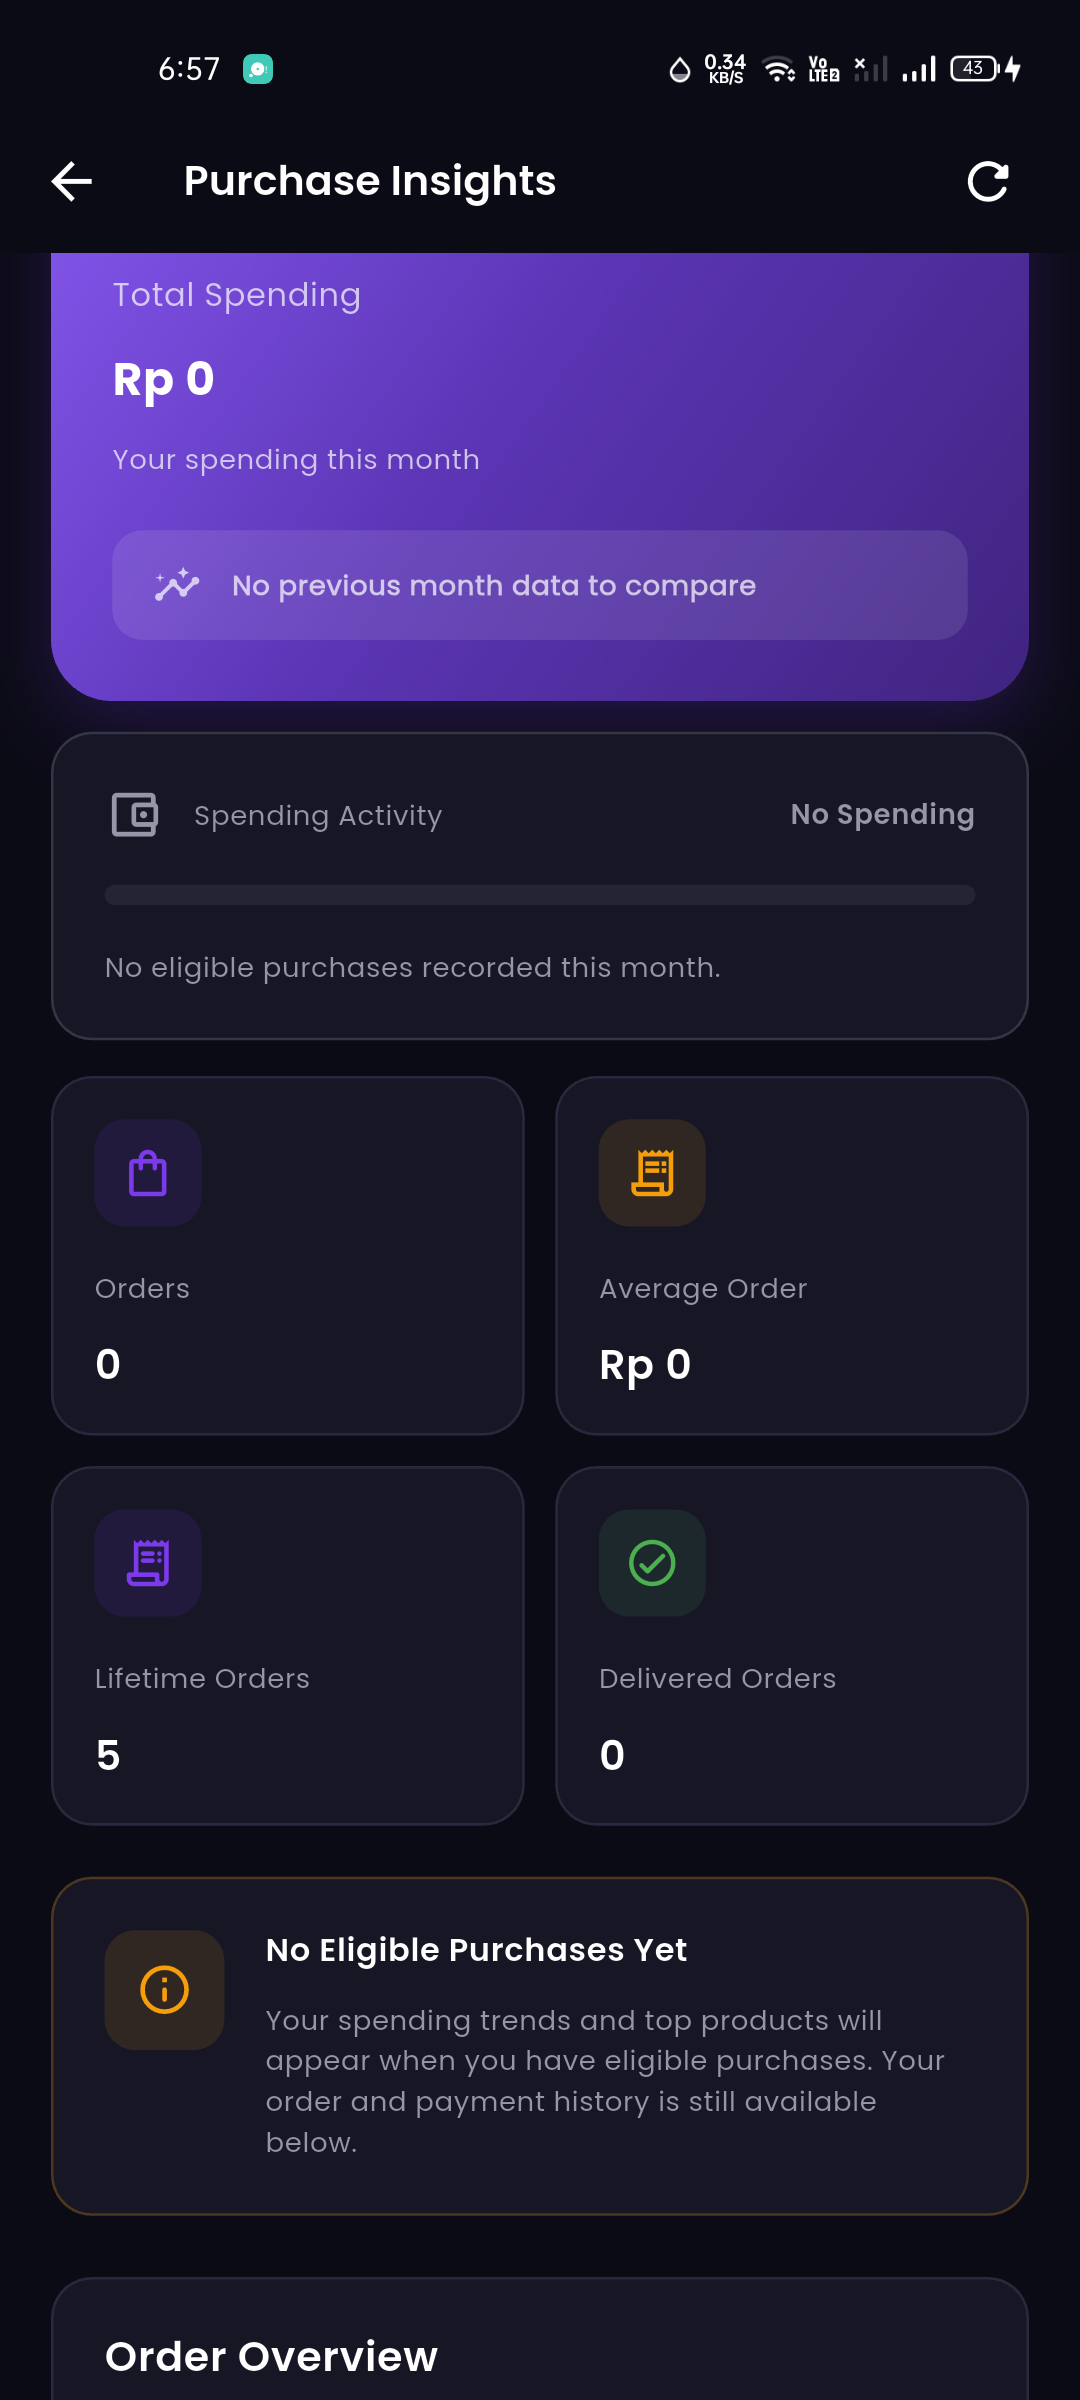 6:57
0.34
KB/S
Vo
LTE 2
43
Purchase Insights
Total Spending
Rp 0
Your spending this month
No previous month data to compare
Spending Activity
No Spending
No eligible purchases recorded this month.
Orders
0
Average Order
Rp 0
Lifetime Orders
5
Delivered Orders
0
No Eligible Purchases Yet
Your spending trends and top products will
appear when you have eligible purchases. Your
order and payment history is still available
below.
Order Overview